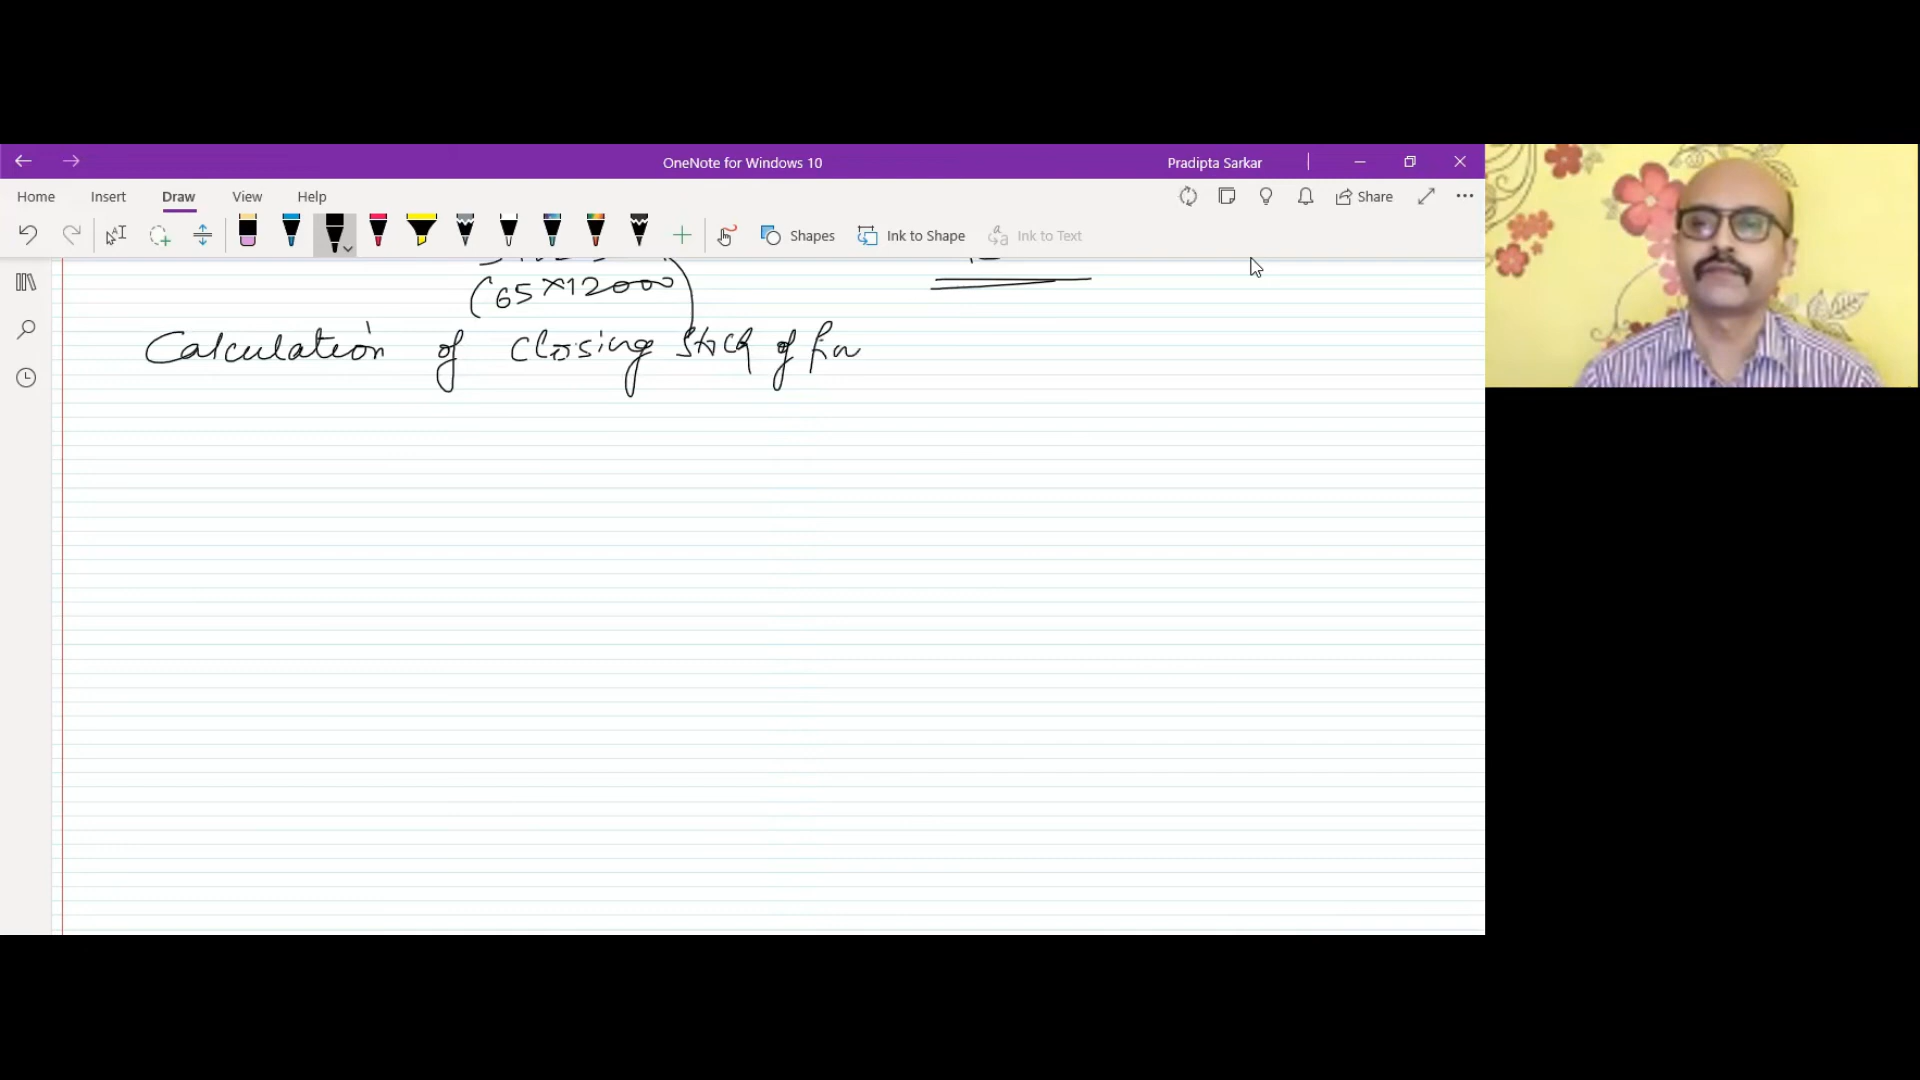 OneNote for Windows 10
Pradipta Sarkar
Home Insert Draw View Help
Share
Shapes
Ink to Shape
Ink to Text
(65×12000)
Calculation of closing stock of fin